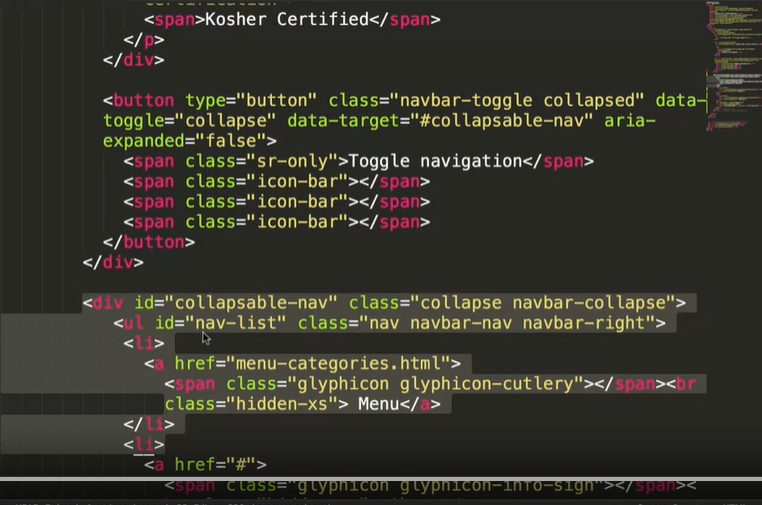 <span>Kosher Certified</span>
</p>
</div>
<button type="button" class="navbar-toggle collapsed" data-
toggle="collapse" data-target="#collapsable-nav" aria-
expanded="false">
<span class="sr-only">Toggle navigation</span>
<span class="icon-bar"></span>
<span class="icon-bar"></span>
<span class="icon-bar"></span>
</button>
</div>
<div id="collapsable-nav" class="collapse navbar-collapse">
<ul id="nav-list" class="nav navbar-nav navbar-right">
<li>
<a href="menu-categories.html">
<span class="glyphicon glyphicon-cutlery"></span><br
class="hidden-xs"> Menu</a>
</li>
<li>
<a href="#">
<span class="glyphicon glyphicon-info-sign"></span><